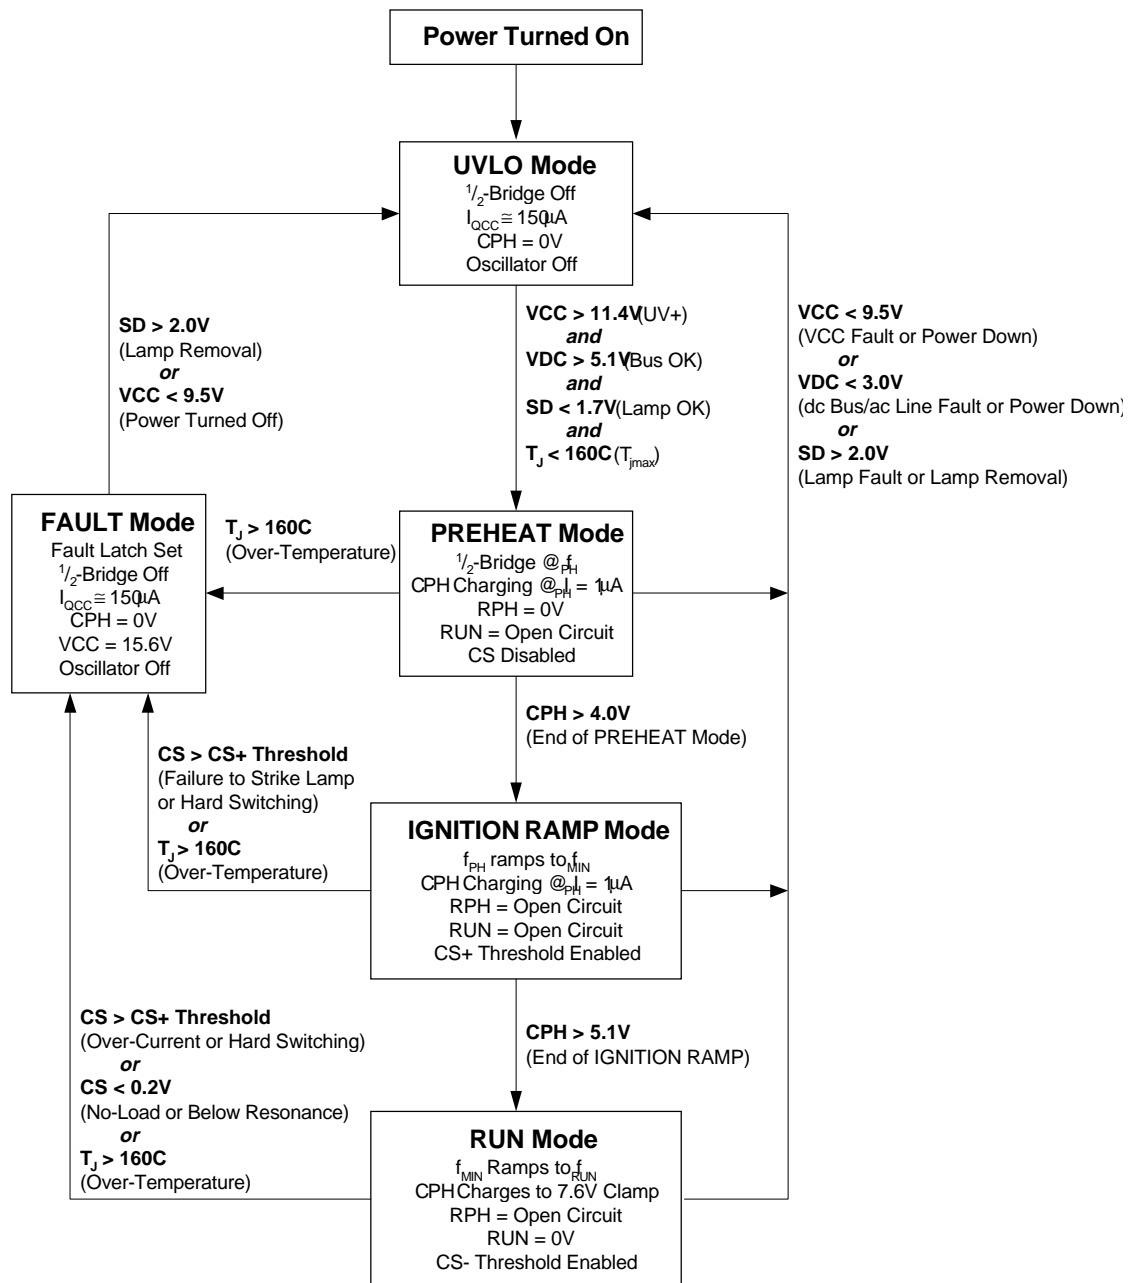 Power Turned On
UVLO Mode
1/2-Bridge Off
IQCC ≅ 150µA
CPH = 0V
Oscillator Off
SD > 2.0V
(Lamp Removal)
or
VCC < 9.5V
(Power Turned Off)
VCC > 11.4V (UV+)
and
VDC > 5.1V (Bus OK)
and
SD < 1.7V (Lamp OK)
and
TJ < 160C (Tjmax)
VCC < 9.5V
(VCC Fault or Power Down)
or
VDC < 3.0V
(dc Bus/ac Line Fault or Power Down)
or
SD > 2.0V
(Lamp Fault or Lamp Removal)
FAULT Mode
Fault Latch Set
1/2-Bridge Off
IQCC ≅ 150µA
CPH = 0V
VCC = 15.6V
Oscillator Off
TJ > 160C
(Over-Temperature)
PREHEAT Mode
1/2-Bridge @ fPH
CPH Charging @ IPH = 1µA
RPH = 0V
RUN = Open Circuit
CS Disabled
CPH > 4.0V
(End of PREHEAT Mode)
CS > CS+ Threshold
(Failure to Strike Lamp
or Hard Switching)
or
TJ > 160C
(Over-Temperature)
IGNITION RAMP Mode
fPH ramps to fMIN
CPH Charging @ IPH = 1µA
RPH = Open Circuit
RUN = Open Circuit
CS+ Threshold Enabled
CPH > 5.1V
(End of IGNITION RAMP)
CS > CS+ Threshold
(Over-Current or Hard Switching)
or
CS < 0.2V
(No-Load or Below Resonance)
or
TJ > 160C
(Over-Temperature)
RUN Mode
fMIN Ramps to fRUN
CPH Charges to 7.6V Clamp
RPH = Open Circuit
RUN = 0V
CS- Threshold Enabled